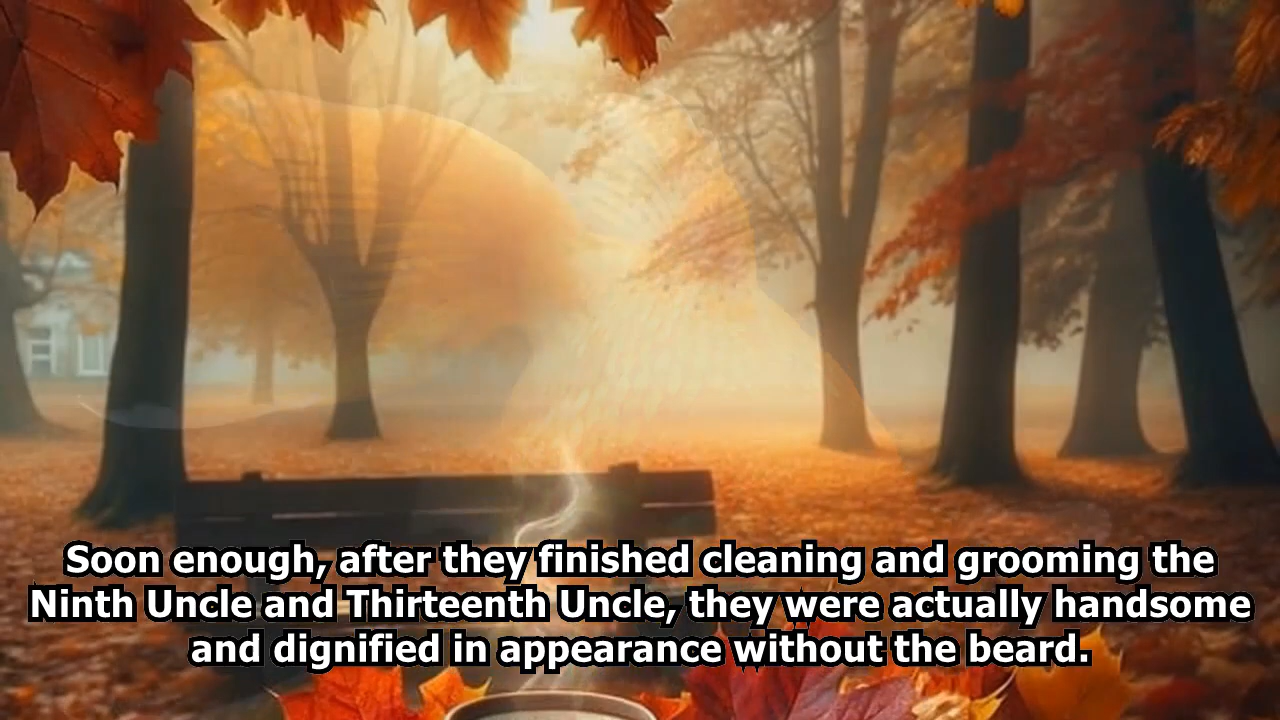 Soon enough, after they finished cleaning and grooming the
Ninth Uncle and Thirteenth Uncle, they were actually handsome
and dignified in appearance without the beard.